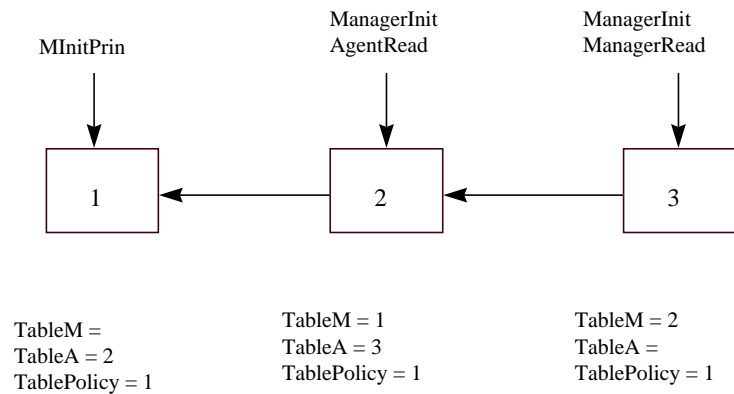 MInitPrin
ManagerInit
AgentRead
ManagerInit
ManagerRead
1
2
3
TableM =
TableA = 2
TablePolicy = 1
TableM = 1
TableA = 3
TablePolicy = 1
TableM = 2
TableA =
TablePolicy = 1